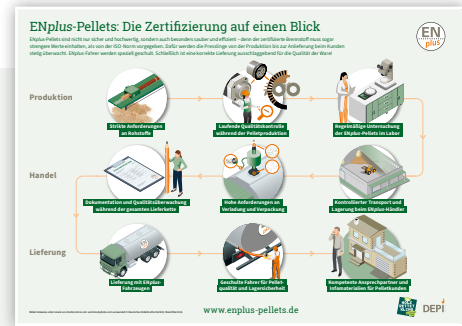 ENplus-Pellets: Die Zertifizierung auf einen Blick
ENplus-Pellets sind nicht nur sicher und hochwertig, sondern auch besonders sauber und effizient – denn der zertifizierte Brennstoff muss sogar
strengere Werte einhalten, als von der ISO-Norm vorgegeben. Dafür werden die Presslinge von der Produktion bis zur Anlieferung beim Kunden
stetig überwacht. ENplus-Fahrer werden speziell geschult. Schließlich ist eine korrekte Lieferung ausschlaggebend für die Qualität der Ware!
EN
plus
Produktion
Strikte Anforderungen
an Rohstoffe
Laufende Qualitätskontrolle
während der Pelletproduktion
Regelmäßige Untersuchung
der ENplus-Pellets im Labor
Handel
Dokumentation und Qualitätsüberwachung
während der gesamten Lieferkette
Hohe Anforderungen an
Verladung und Verpackung
Kontrollierter Transport und
Lagerung beim ENplus-Händler
Lieferung
Lieferung mit ENplus-
Fahrzeugen
Geschulte Fahrer für Pellet-
qualität und Lagersicherheit
Kompetente Ansprechpartner und
Infomaterialien für Pelletkunden
www.enplus-pellets.de
DEPI